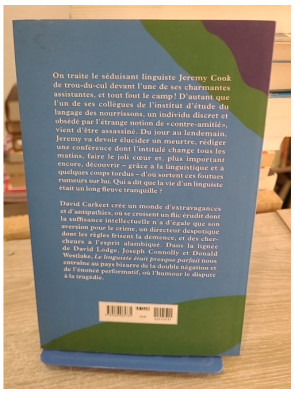 On traite le séduisant linguiste Jeremy Cook
de trou-du-cul devant l'une de ses charmantes
assistantes, et tout fout le camp ! D'autant que
l'un de ses collègues de l'institut d'étude du
langage des nourrissons, un individu discret et
obsédé par l'étrange notion de « contre-amitié »,
vient d'être assassiné. Du jour au lendemain,
Jeremy va devoir élucider un meurtre, rédiger
une conférence dont l'intitulé change tous les
matins, faire le joli cœur et, plus important
encore, découvrir – grâce à la linguistique et à
quelques coups tordus – d'où sortent ces foutues
rumeurs sur lui. Qui a dit que la vie d'un linguiste
était un long fleuve tranquille ?
David Carkeet crée un monde d'extravagances
et d'antipathies, où se croisent un flic érudit dont
la suffisance intellectuelle n'a d'égale que son
aversion pour le crime, un directeur despotique
dont les règles frisent la démence, et des cher-
cheurs à l'esprit alambiqué. Dans la lignée
de David Lodge, Joseph Connolly et Donald
Westlake, Le linguiste était presque parfait nous
entraîne au pays bizarre de la double négation et
de l'énoncé performatif, où l'humour le dispute
à la tragédie.